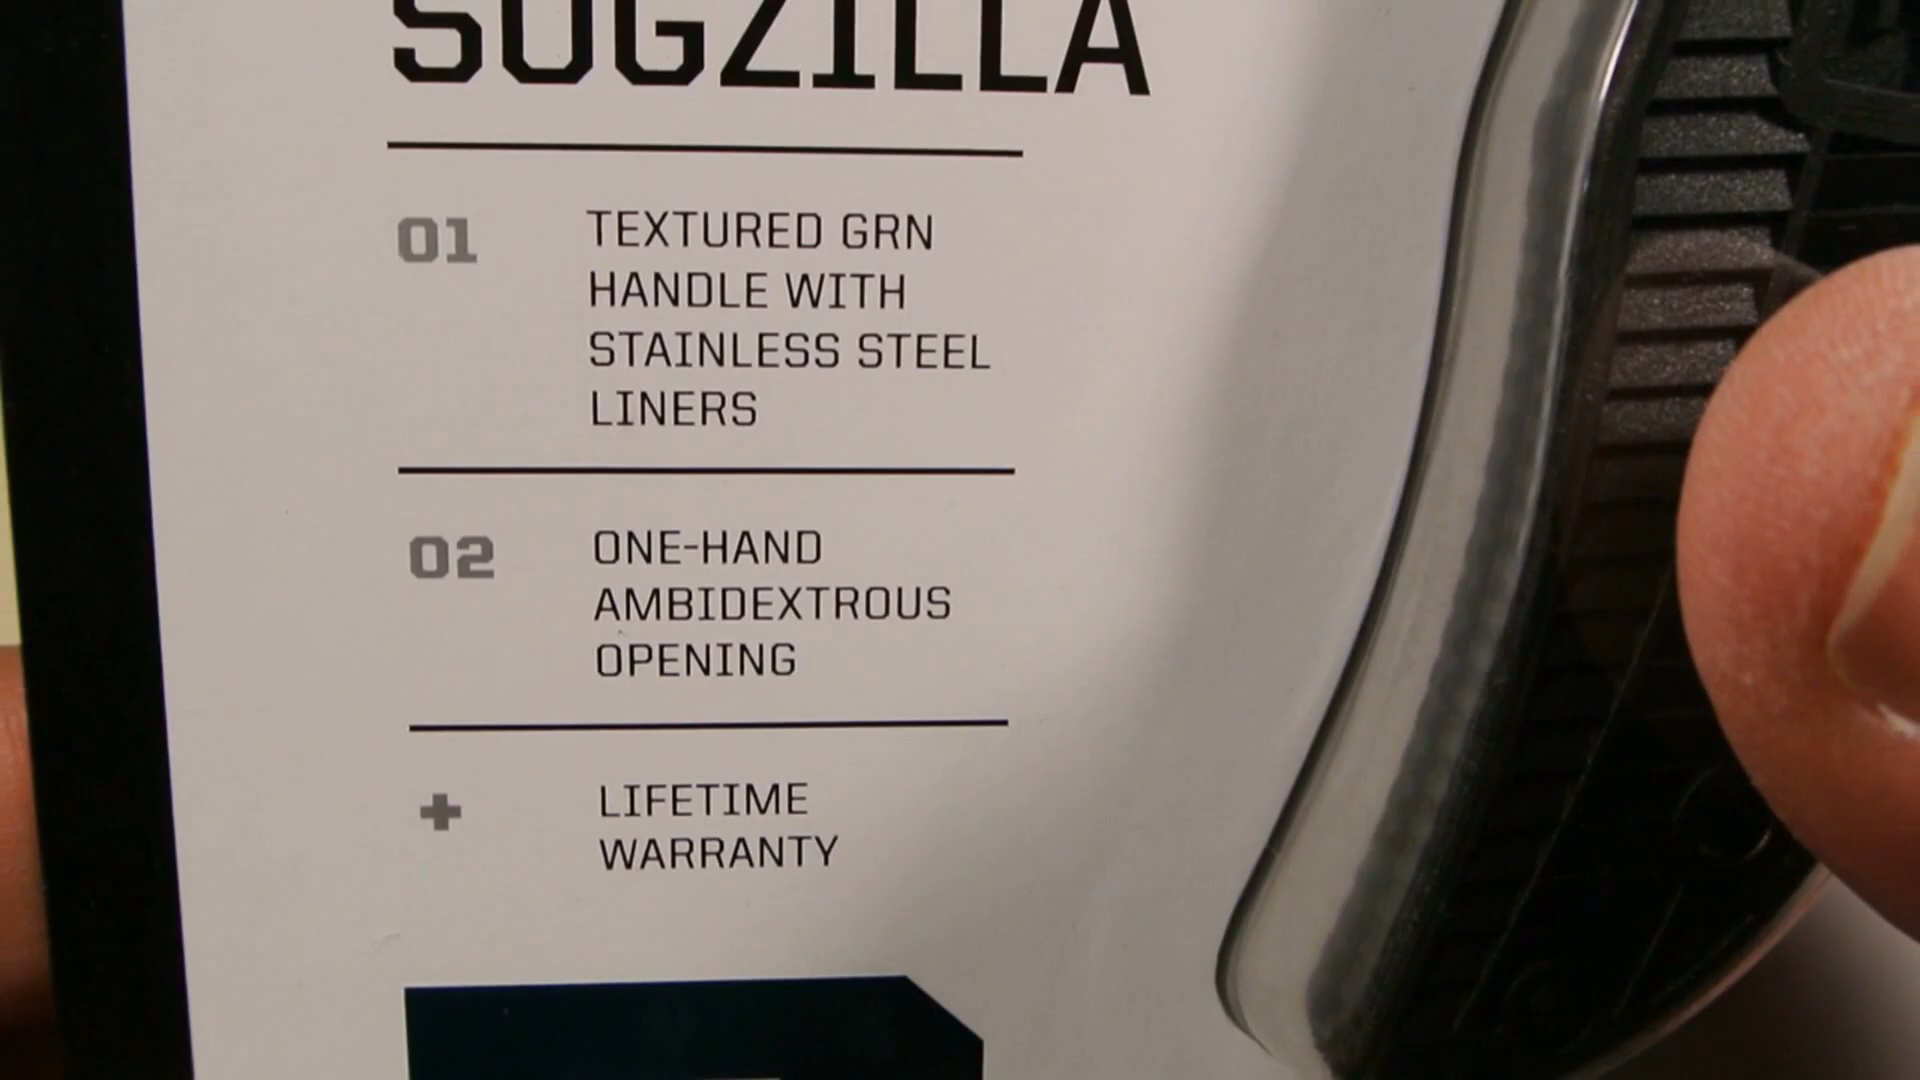 SOGZILLA
01 TEXTURED GRN
HANDLE WITH
STAINLESS STEEL
LINERS
02 ONE-HAND
AMBIDEXTROUS
OPENING
+ LIFETIME
WARRANTY